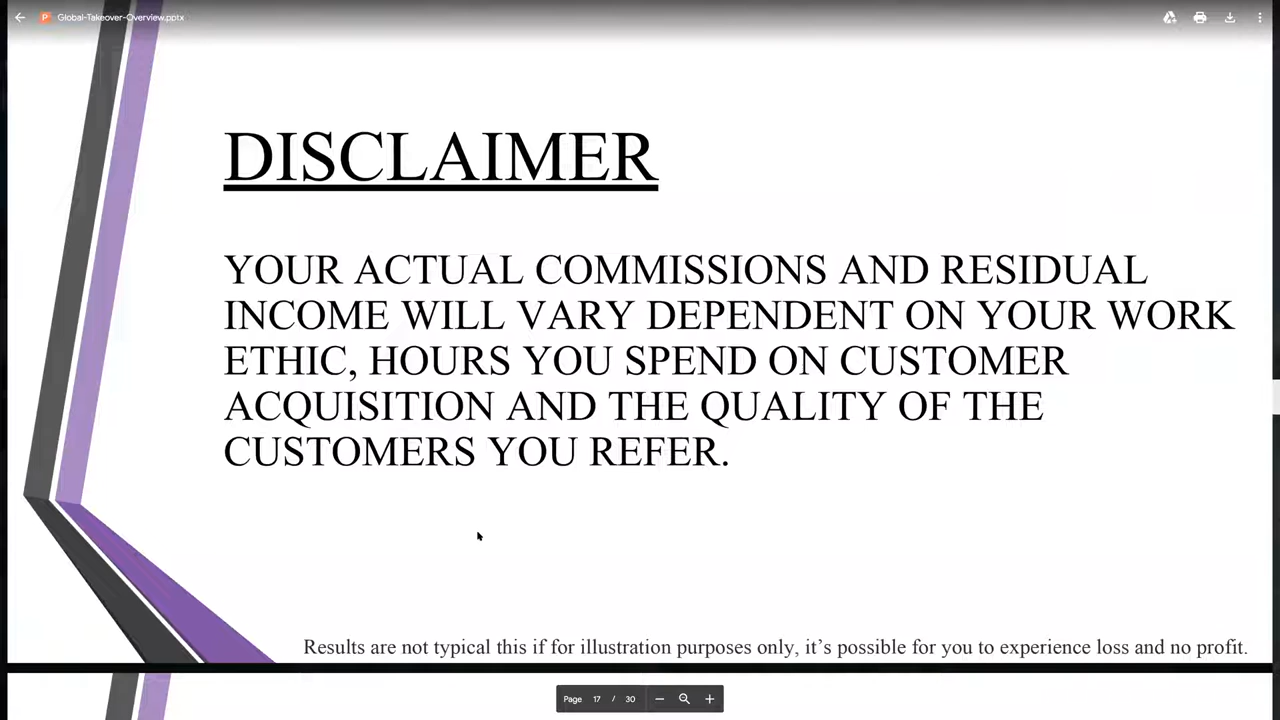 Global-Takeover-Overview.pptx
DISCLAIMER
YOUR ACTUAL COMMISSIONS AND RESIDUAL
INCOME WILL VARY DEPENDENT ON YOUR WORK
ETHIC, HOURS YOU SPEND ON CUSTOMER
ACQUISITION AND THE QUALITY OF THE
CUSTOMERS YOU REFER.
Results are not typical this if for illustration purposes only, it’s possible for you to experience loss and no profit.
Page 17 / 30